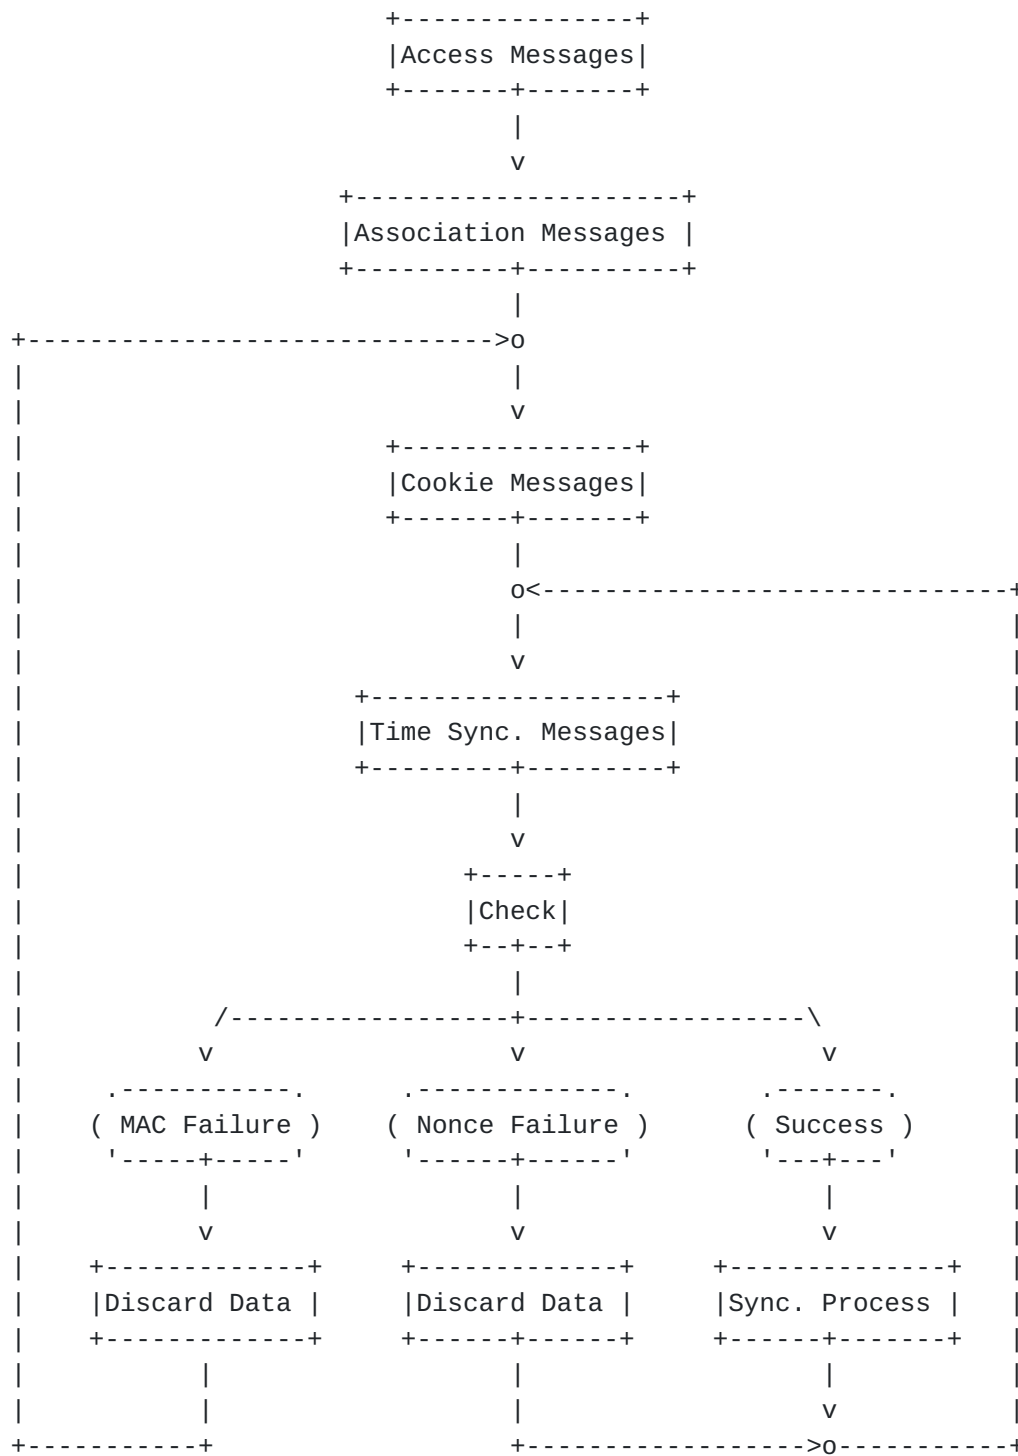 Access Messages
Association Messages
Cookie Messages
Time Sync. Messages
Check
( MAC Failure ) ( Nonce Failure ) ( Success )
Discard Data Discard Data Sync. Process